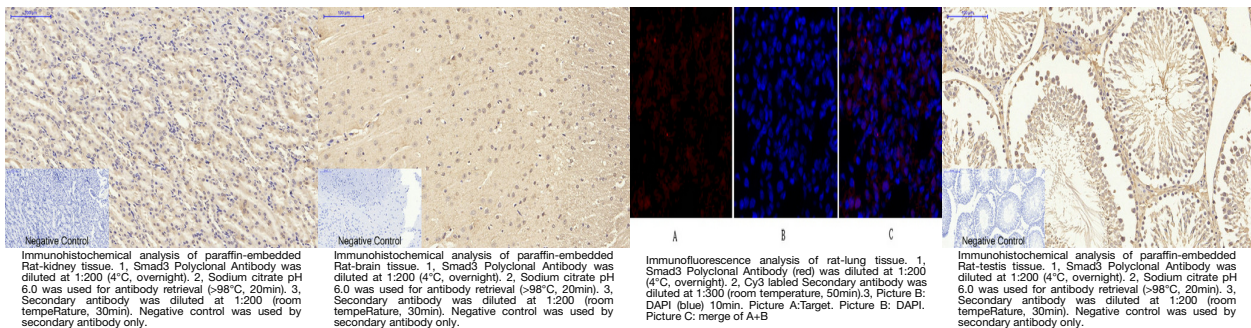 Negative Control
Immunohistochemical analysis of paraffin-embedded
Rat-kidney tissue. 1, Smad3 Polyclonal Antibody was
diluted at 1:200 (4°C, overnight). 2, Sodium citrate pH
6.0 was used for antibody retrieval (>98°C, 20min). 3,
Secondary antibody was diluted at 1:200 (room
tempeRature, 30min). Negative control was used by
secondary antibody only.
Negative Control
Immunohistochemical analysis of paraffin-embedded
Rat-brain tissue. 1, Smad3 Polyclonal Antibody was
diluted at 1:200 (4°C, overnight). 2, Sodium citrate pH
6.0 was used for antibody retrieval (>98°C, 20min). 3,
Secondary antibody was diluted at 1:200 (room
tempeRature, 30min). Negative control was used by
secondary antibody only.
A B C
Immunofluorescence analysis of rat-lung tissue. 1,
Smad3 Polyclonal Antibody (red) was diluted at 1:200
(4°C, overnight). 2, Cy3 labled Secondary antibody was
diluted at 1:300 (room temperature, 50min).3, Picture B:
DAPI (blue) 10min. Picture A:Target. Picture B: DAPI.
Picture C: merge of A+B
Negative Control
Immunohistochemical analysis of paraffin-embedded
Rat-testis tissue. 1, Smad3 Polyclonal Antibody was
diluted at 1:200 (4°C, overnight). 2, Sodium citrate pH
6.0 was used for antibody retrieval (>98°C, 20min). 3,
Secondary antibody was diluted at 1:200 (room
tempeRature, 30min). Negative control was used by
secondary antibody only.